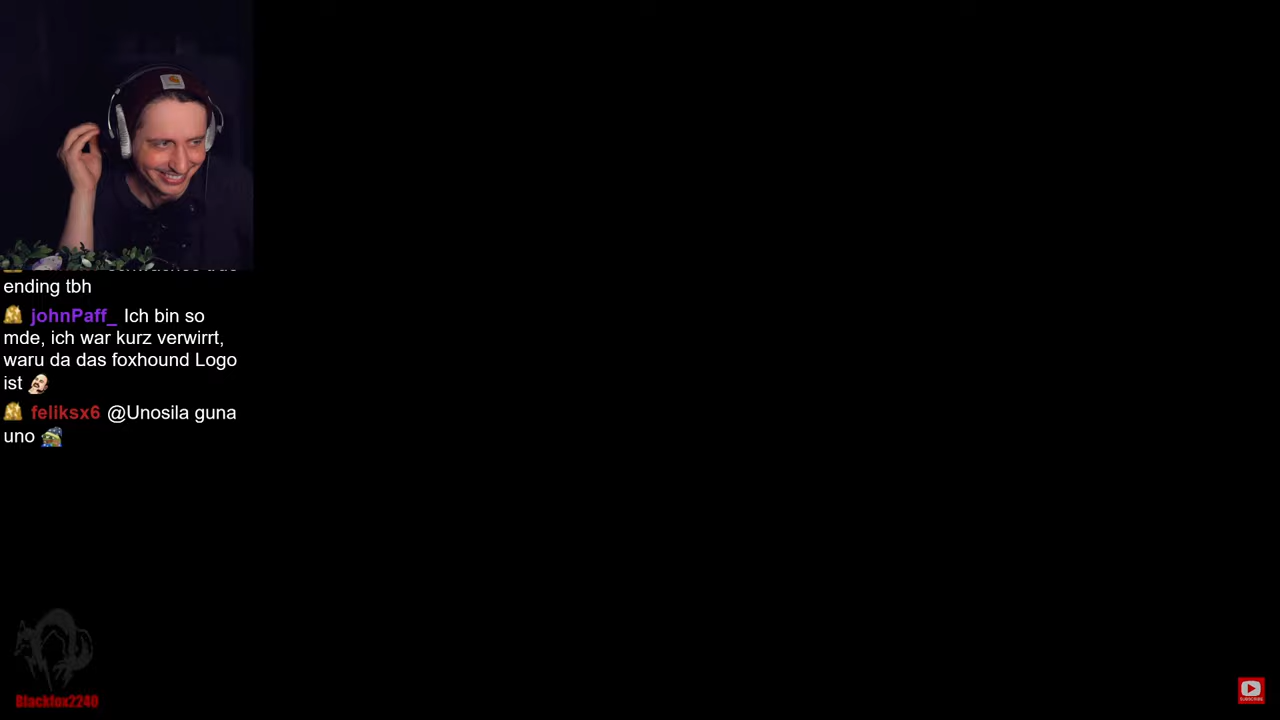 ending tbh
johnPaff_ Ich bin so
mde, ich war kurz verwirrt,
waru da das foxhound Logo
ist
feliksx6 @Unosila guna
uno
Blackfox2240
SUBSCRIBE